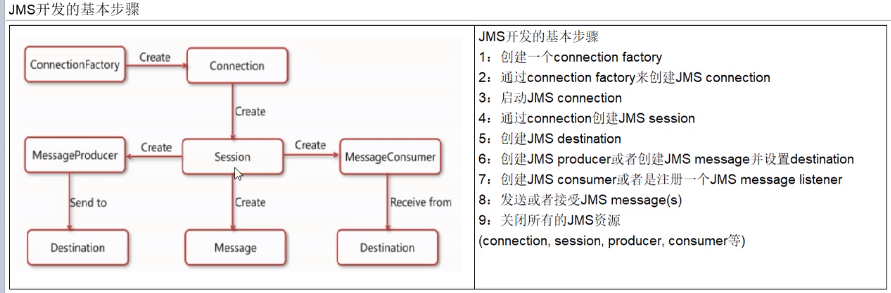 JMS开发的基本步骤
ConnectionFactory
Create
Connection
Create
MessageProducer
Create
Session
Create
MessageConsumer
Send to
Create
Receive from
Destination
Message
Destination
JMS开发的基本步骤
1：创建一个connection factory
2：通过connection factory来创建JMS connection
3：启动JMS connection
4：通过connection创建JMS session
5：创建JMS destination
6：创建JMS producer或者创建JMS message并设置destination
7：创建JMS consumer或者是注册一个JMS message listener
8：发送或者接受JMS message(s)
9：关闭所有的JMS资源
(connection, session, producer, consumer等)